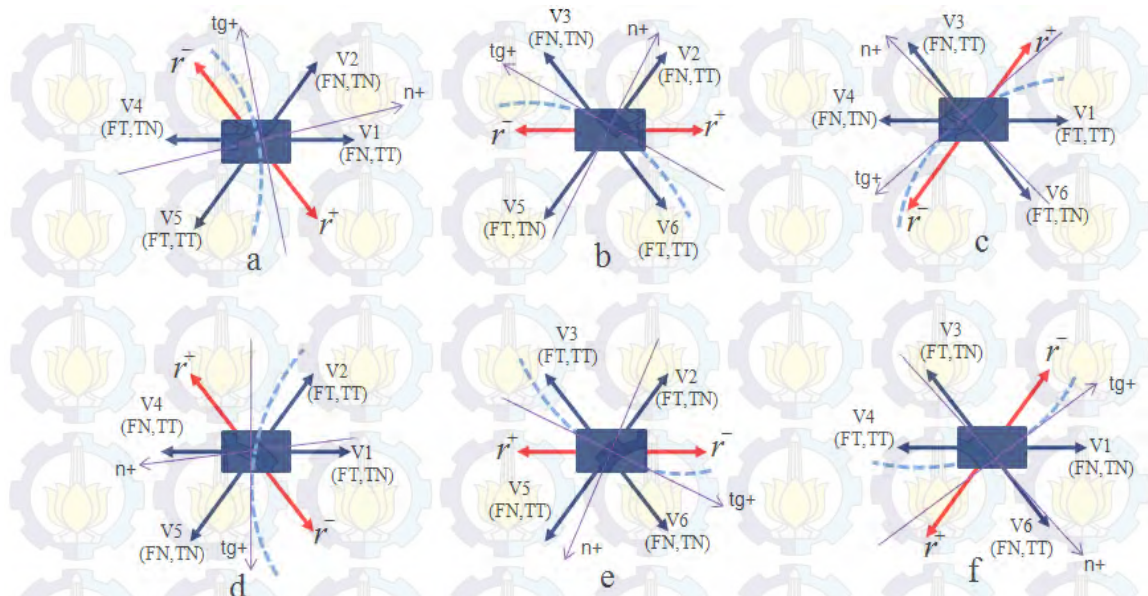 tg+
r⁻
V2
(FN,TN)
n+
V4
(FT,TN)
V1
(FN,TT)
V5
(FT,TT)
r⁺
a
V3
(FN,TN)
n+
tg+
V2
(FN,TT)
r⁻
r⁺
V5
(FT,TN)
V6
(FT,TT)
b
V3
(FN,TT)
r⁺
n+
V4
(FN,TN)
V1
(FT,TT)
tg+
r⁻
V6
(FT,TN)
c
r⁺
V2
(FT,TT)
V4
(FN,TT)
n+
V1
(FT,TN)
V5
(FN,TN)
r⁻
tg+
d
V3
(FT,TT)
V2
(FT,TN)
r⁺
r⁻
V5
(FN,TT)
tg+
V6
(FN,TN)
n+
e
V3
(FT,TN)
r⁻
tg+
V4
(FT,TT)
V1
(FN,TN)
r⁺
V6
(FN,TT)
n+
f